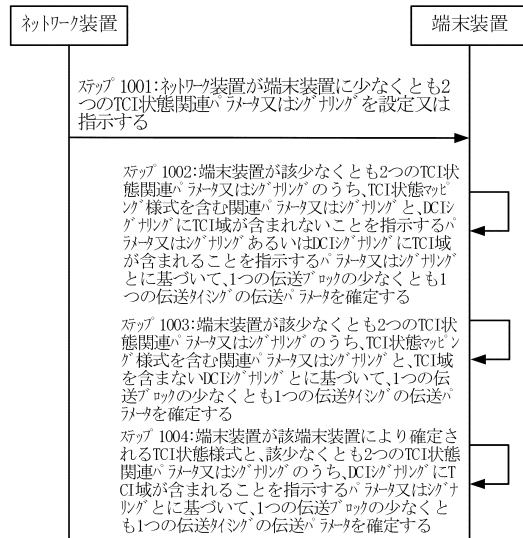 ネットワーク装置
端末装置
ステップ 1001:ネットワーク装置が端末装置に少なくとも2
つのTCI状態関連パラメータ又はシグナリングを設定又は
指示する
ステップ 1002:端末装置が該少なくとも2つのTCI状
態関連パラメータ又はシグナリングのうち、TCI状態マッピ
ング様式を含む関連パラメータ又はシグナリングと、DCIシ
グナリングにTCI域が含まれないことを指示するパ
ラメータ又はシグナリングあるいはDCIシグナリングにTCI域
が含まれることを指示するパラメータ又はシグナリング
とに基づいて、1つの伝送ブロックの少なくとも1
つの伝送タイミングの伝送パラメータを確定する
ステップ 1003:端末装置が該少なくとも2つのTCI状
態関連パラメータ又はシグナリングのうち、TCI状態マッピン
グ様式を含む関連パラメータ又はシグナリングと、TCI域
を含まないDCIシグナリングとに基づいて、1つの伝
送ブロックの少なくとも1つの伝送タイミングの伝送パ
ラメータを確定する
ステップ 1004:端末装置が該端末装置により確定さ
れるTCI状態様式と、該少なくとも2つのTCI状態
関連パラメータ又はシグナリングのうち、DCIシグナリングにT
CI域が含まれることを指示するパラメータ又はシグナ
リングとに基づいて、1つの伝送ブロックの少なくと
も1つの伝送タイミングの伝送パラメータを確定する